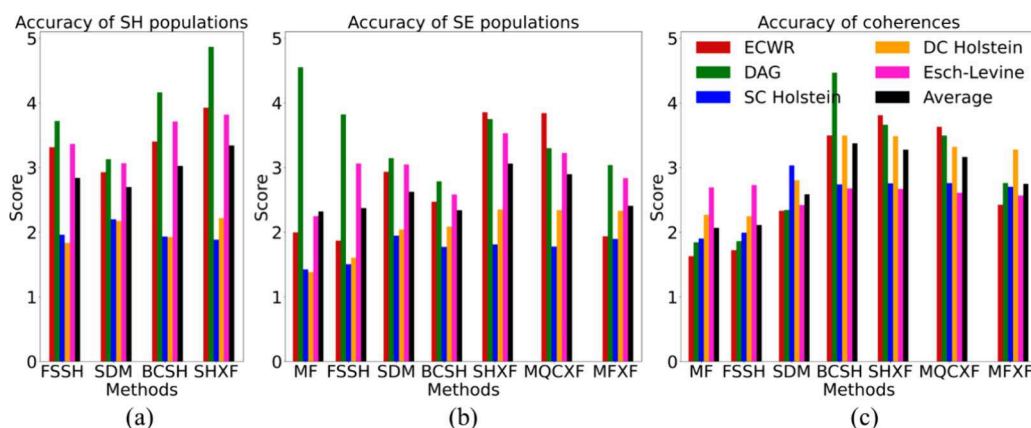 Accuracy of SH populations
5
4
3
2
1
0
Score
FSSH SDM BCSH SHXF
Methods
(a)
Accuracy of SE populations
5
4
3
2
1
0
Score
MF FSSH SDM BCSH SHXF MQCXF MFXF
Methods
(b)
Accuracy of coherences
5
4
3
2
1
0
Score
ECWR
DAG
SC Holstein
DC Holstein
Esch-Levine
Average
MF FSSH SDM BCSH SHXF MQCXF MFXF
Methods
(c)